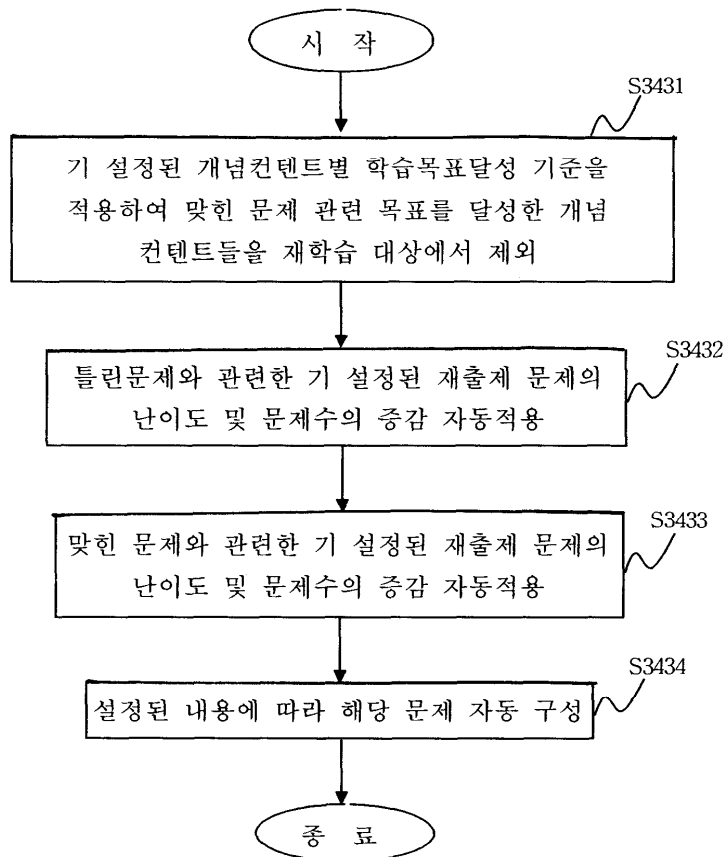 시 작
S3431
기 설정된 개념컨텐트별 학습목표달성 기준을
적용하여 맞힌 문제 관련 목표를 달성한 개념
컨텐트들을 재학습 대상에서 제외
S3432
틀린문제와 관련한 기 설정된 재출제 문제의
난이도 및 문제수의 증감 자동적용
S3433
맞힌 문제와 관련한 기 설정된 재출제 문제의
난이도 및 문제수의 증감 자동적용
S3434
설정된 내용에 따라 해당 문제 자동 구성
종 료